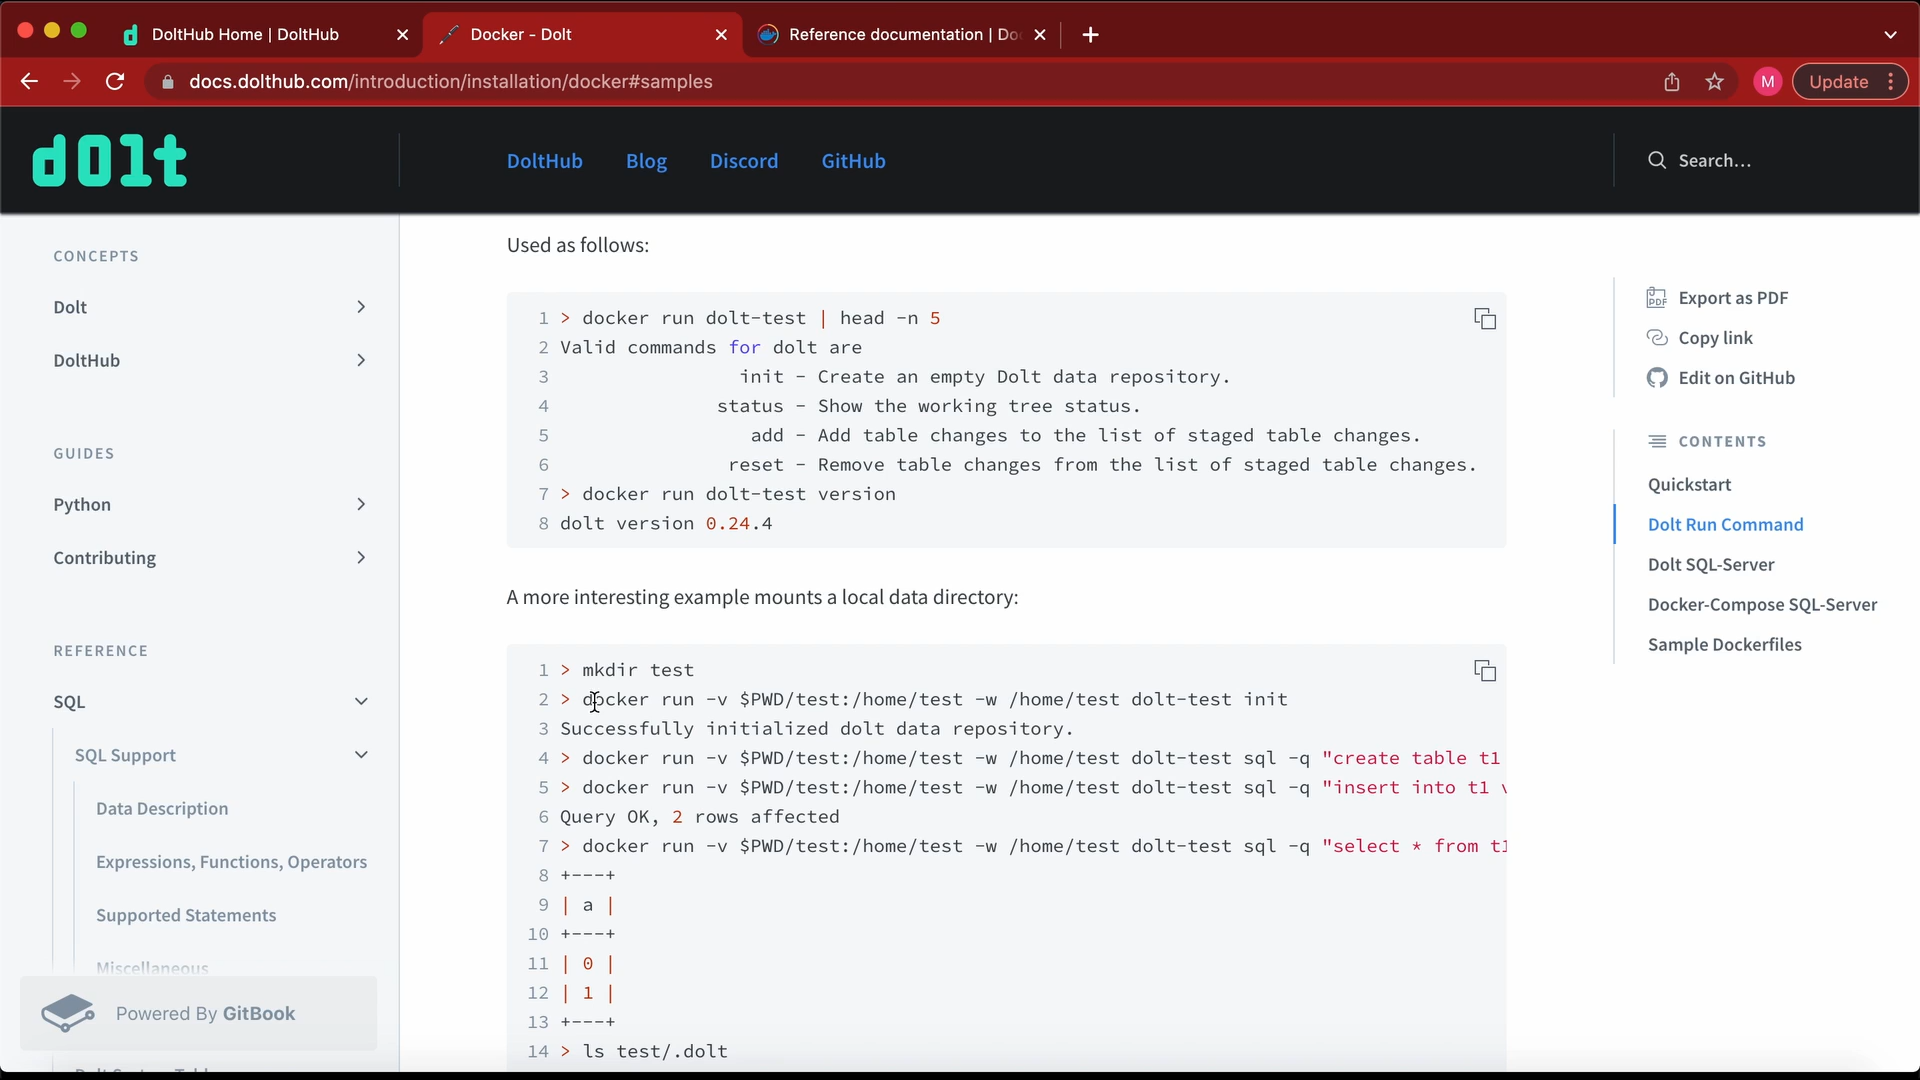 DoltHub Home | DoltHub
Docker - Dolt
Reference documentation | Do
docs.dolthub.com/introduction/installation/docker#samples
M
Update
dolt
DoltHub
Blog
Discord
GitHub
Search…
CONCEPTS
Dolt
DoltHub
GUIDES
Python
Contributing
REFERENCE
SQL
SQL Support
Data Description
Expressions, Functions, Operators
Supported Statements
Miscellaneous
Powered By GitBook
Used as follows:
1 > docker run dolt-test | head -n 5
2 Valid commands for dolt are
3 init - Create an empty Dolt data repository.
4 status - Show the working tree status.
5 add - Add table changes to the list of staged table changes.
6 reset - Remove table changes from the list of staged table changes.
7 > docker run dolt-test version
8 dolt version 0.24.4
A more interesting example mounts a local data directory:
1 > mkdir test
2 > docker run -v $PWD/test:/home/test -w /home/test dolt-test init
3 Successfully initialized dolt data repository.
4 > docker run -v $PWD/test:/home/test -w /home/test dolt-test sql -q "create table t1
5 > docker run -v $PWD/test:/home/test -w /home/test dolt-test sql -q "insert into t1
6 Query OK, 2 rows affected
7 > docker run -v $PWD/test:/home/test -w /home/test dolt-test sql -q "select * from t1
8 +---+
9 | a |
10 +---+
11 | 0 |
12 | 1 |
13 +---+
14 > ls test/.dolt
PDF
Export as PDF
Copy link
Edit on GitHub
CONTENTS
Quickstart
Dolt Run Command
Dolt SQL-Server
Docker-Compose SQL-Server
Sample Dockerfiles